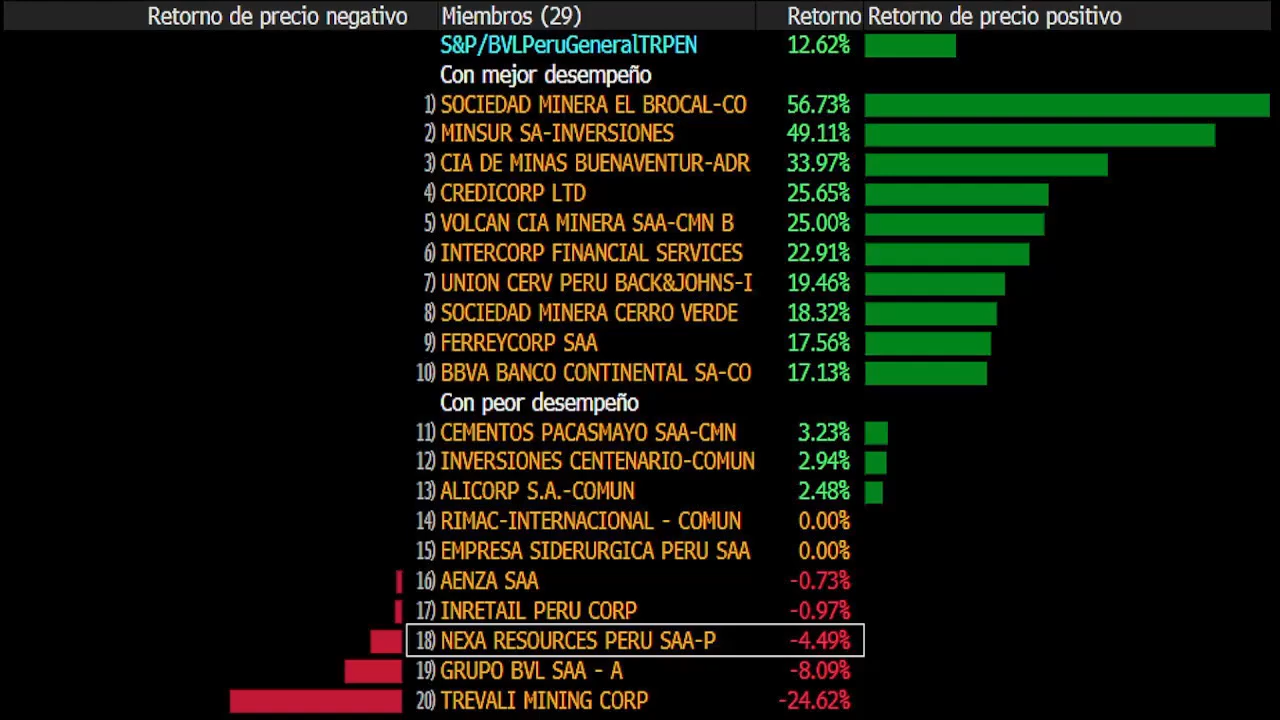 Retorno de precio negativo Miembros (29) Retorno Retorno de precio positivo
S&P/BVLPeruGeneralTRPEN 12.62%
Con mejor desempeño
1) SOCIEDAD MINERA EL BROCAL-CO 56.73%
2) MINSUR SA-INVERSIONES 49.11%
3) CIA DE MINAS BUENAVENTUR-ADR 33.97%
4) CREDICORP LTD 25.65%
5) VOLCAN CIA MINERA SAA-CMN B 25.00%
6) INTERCORP FINANCIAL SERVICES 22.91%
7) UNION CERV PERU BACK&JOHNS-I 19.46%
8) SOCIEDAD MINERA CERRO VERDE 18.32%
9) FERREYCORP SAA 17.56%
10) BBVA BANCO CONTINENTAL SA-CO 17.13%
Con peor desempeño
11) CEMENTOS PACASMAYO SAA-CMN 3.23%
12) INVERSIONES CENTENARIO-COMUN 2.94%
13) ALICORP S.A.-COMUN 2.48%
14) RIMAC-INTERNACIONAL - COMUN 0.00%
15) EMPRESA SIDERURGICA PERU SAA 0.00%
16) AENZA SAA -0.73%
17) INRETAIL PERU CORP -0.97%
18) NEXA RESOURCES PERU SAA-P -4.49%
19) GRUPO BVL SAA - A -8.09%
20) TREVALI MINING CORP -24.62%